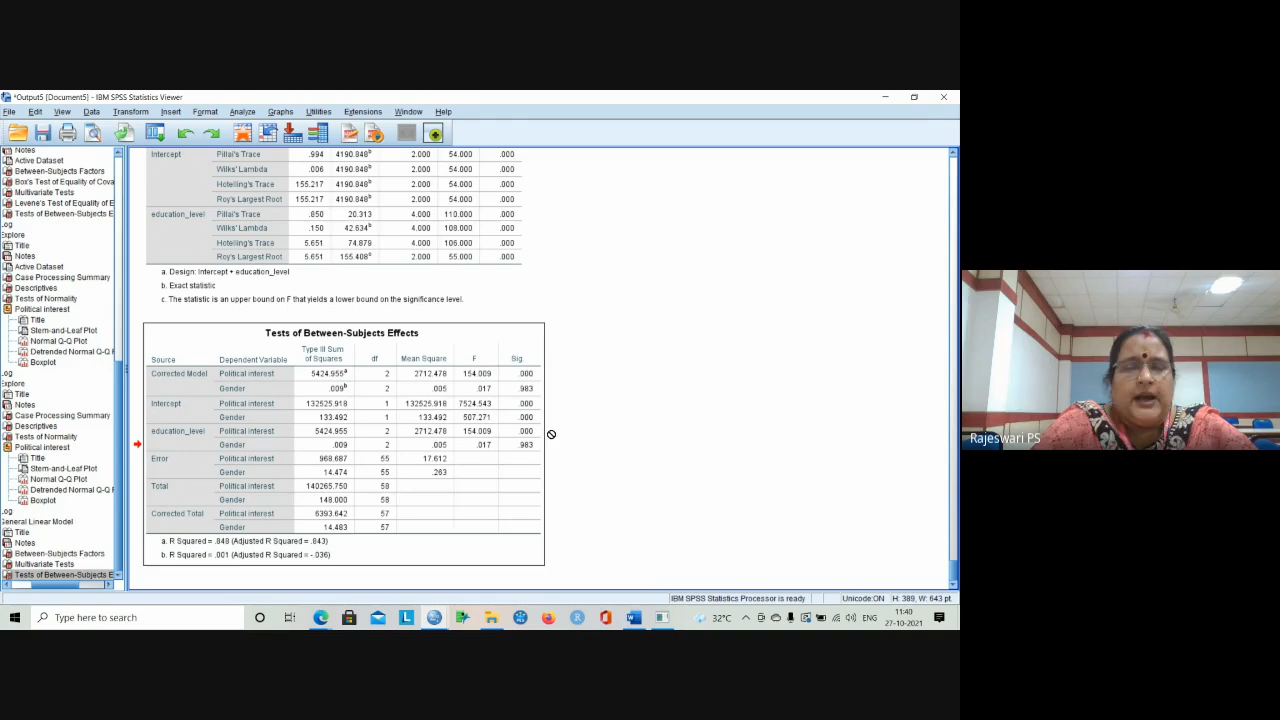 *Output5 [Document5] - IBM SPSS Statistics Viewer
File Edit View Data Transform Insert Format Analyze Graphs Utilities Extensions Window Help
Notes
Active Dataset
Between-Subjects Factors
Box's Test of Equality of Cova
Multivariate Tests
Levene's Test of Equality of E
Tests of Between-Subjects E
Log
Explore
Title
Notes
Active Dataset
Case Processing Summary
Descriptives
Tests of Normality
Political interest
Title
Stem-and-Leaf Plot
Normal Q-Q Plot
Detrended Normal Q-Q F
Boxplot
Explore
Title
Notes
Case Processing Summary
Descriptives
Tests of Normality
Political interest
Title
Stem-and-Leaf Plot
Normal Q-Q Plot
Detrended Normal Q-Q F
Boxplot
Log
General Linear Model
Title
Notes
Between-Subjects Factors
Multivariate Tests
Tests of Between-Subjects E
Intercept Pillai's Trace .994 4190.848b 2.000 54.000 .000
Wilks' Lambda .006 4190.848b 2.000 54.000 .000
Hotelling's Trace 155.217 4190.848b 2.000 54.000 .000
Roy's Largest Root 155.217 4190.848b 2.000 54.000 .000
education_level Pillai's Trace .850 20.313 4.000 110.000 .000
Wilks' Lambda .150 42.634b 4.000 108.000 .000
Hotelling's Trace 5.651 74.879 4.000 106.000 .000
Roy's Largest Root 5.651 155.408c 2.000 55.000 .000
a. Design: Intercept + education_level
b. Exact statistic
c. The statistic is an upper bound on F that yields a lower bound on the significance level.
Tests of Between-Subjects Effects
Source Dependent Variable Type III Sum of Squares df Mean Square F Sig.
Corrected Model Political interest 5424.955a 2 2712.478 154.009 .000
Gender .009b 2 .005 .017 .983
Intercept Political interest 132525.918 1 132525.918 7524.543 .000
Gender 133.492 1 133.492 507.271 .000
education_level Political interest 5424.955 2 2712.478 154.009 .000
Gender .009 2 .005 .017 .983
Error Political interest 968.687 55 17.612
Gender 14.474 55 .263
Total Political interest 140265.750 58
Gender 148.000 58
Corrected Total Political interest 6393.642 57
Gender 14.483 57
a. R Squared = .848 (Adjusted R Squared = .843)
b. R Squared = .001 (Adjusted R Squared = -.036)
IBM SPSS Statistics Processor is ready Unicode:ON H: 389, W: 643 pt.
Type here to search
32°C ENG 11:40
27-10-2021
Rajeswari PS